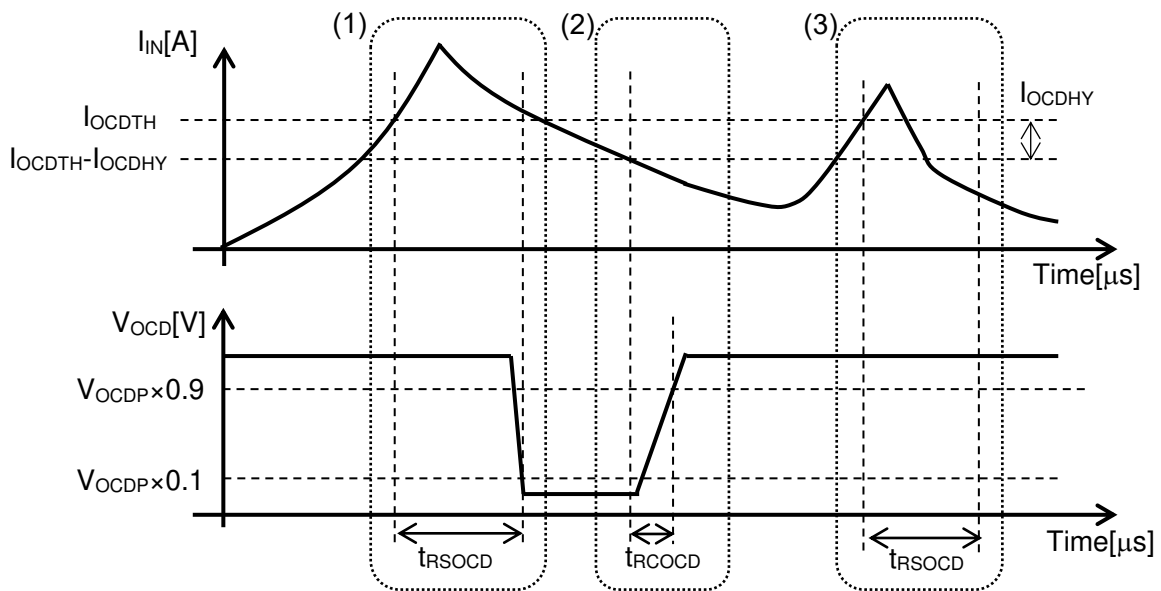 (1)
(2)
(3)
IIN[A]
IOCDHY
IOCDTH
IOCDTH-IOCDHY
Time[μs]
VOCD[V]
VOCDP×0.9
VOCDP×0.1
Time[μs]
tRSOCD
tRCOCD
tRSOCD